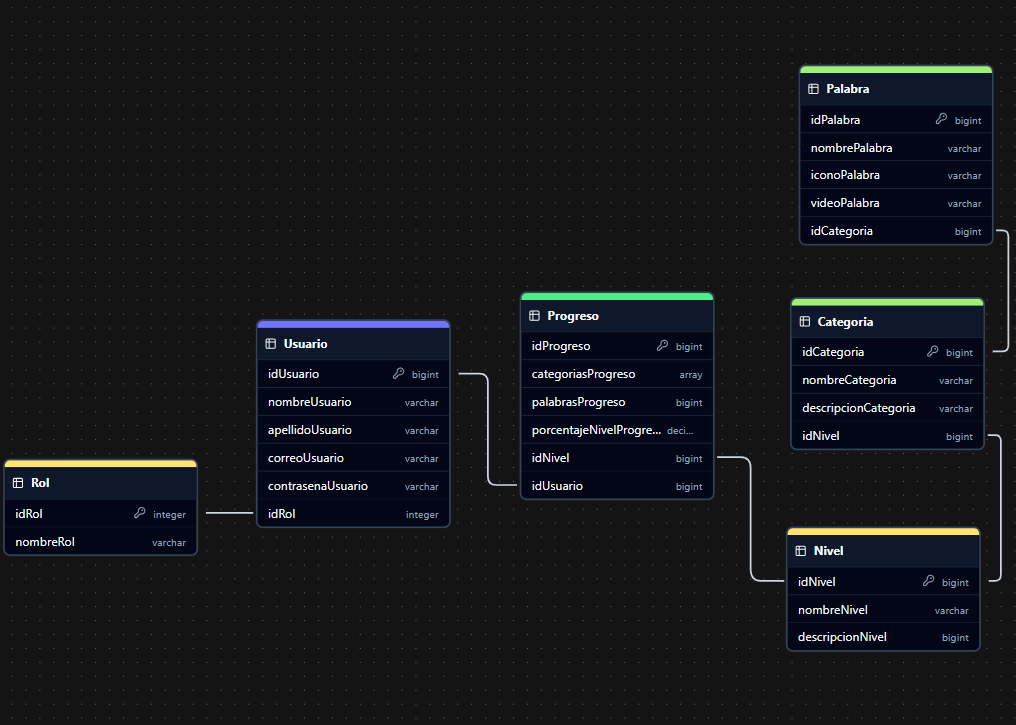 Palabra
idPalabra bigint
nombrePalabra varchar
iconoPalabra varchar
videoPalabra varchar
idCategoria bigint
Progreso
idProgreso bigint
categoriasProgreso array
palabrasProgreso bigint
porcentajeNivelProgre... deci...
idNivel bigint
idUsuario bigint
Categoria
idCategoria bigint
nombreCategoria varchar
descripcionCategoria varchar
idNivel bigint
Usuario
idUsuario bigint
nombreUsuario varchar
apellidoUsuario varchar
correoUsuario varchar
contrasenaUsuario varchar
idRol integer
Rol
idRol integer
nombreRol varchar
Nivel
idNivel bigint
nombreNivel varchar
descripcionNivel bigint